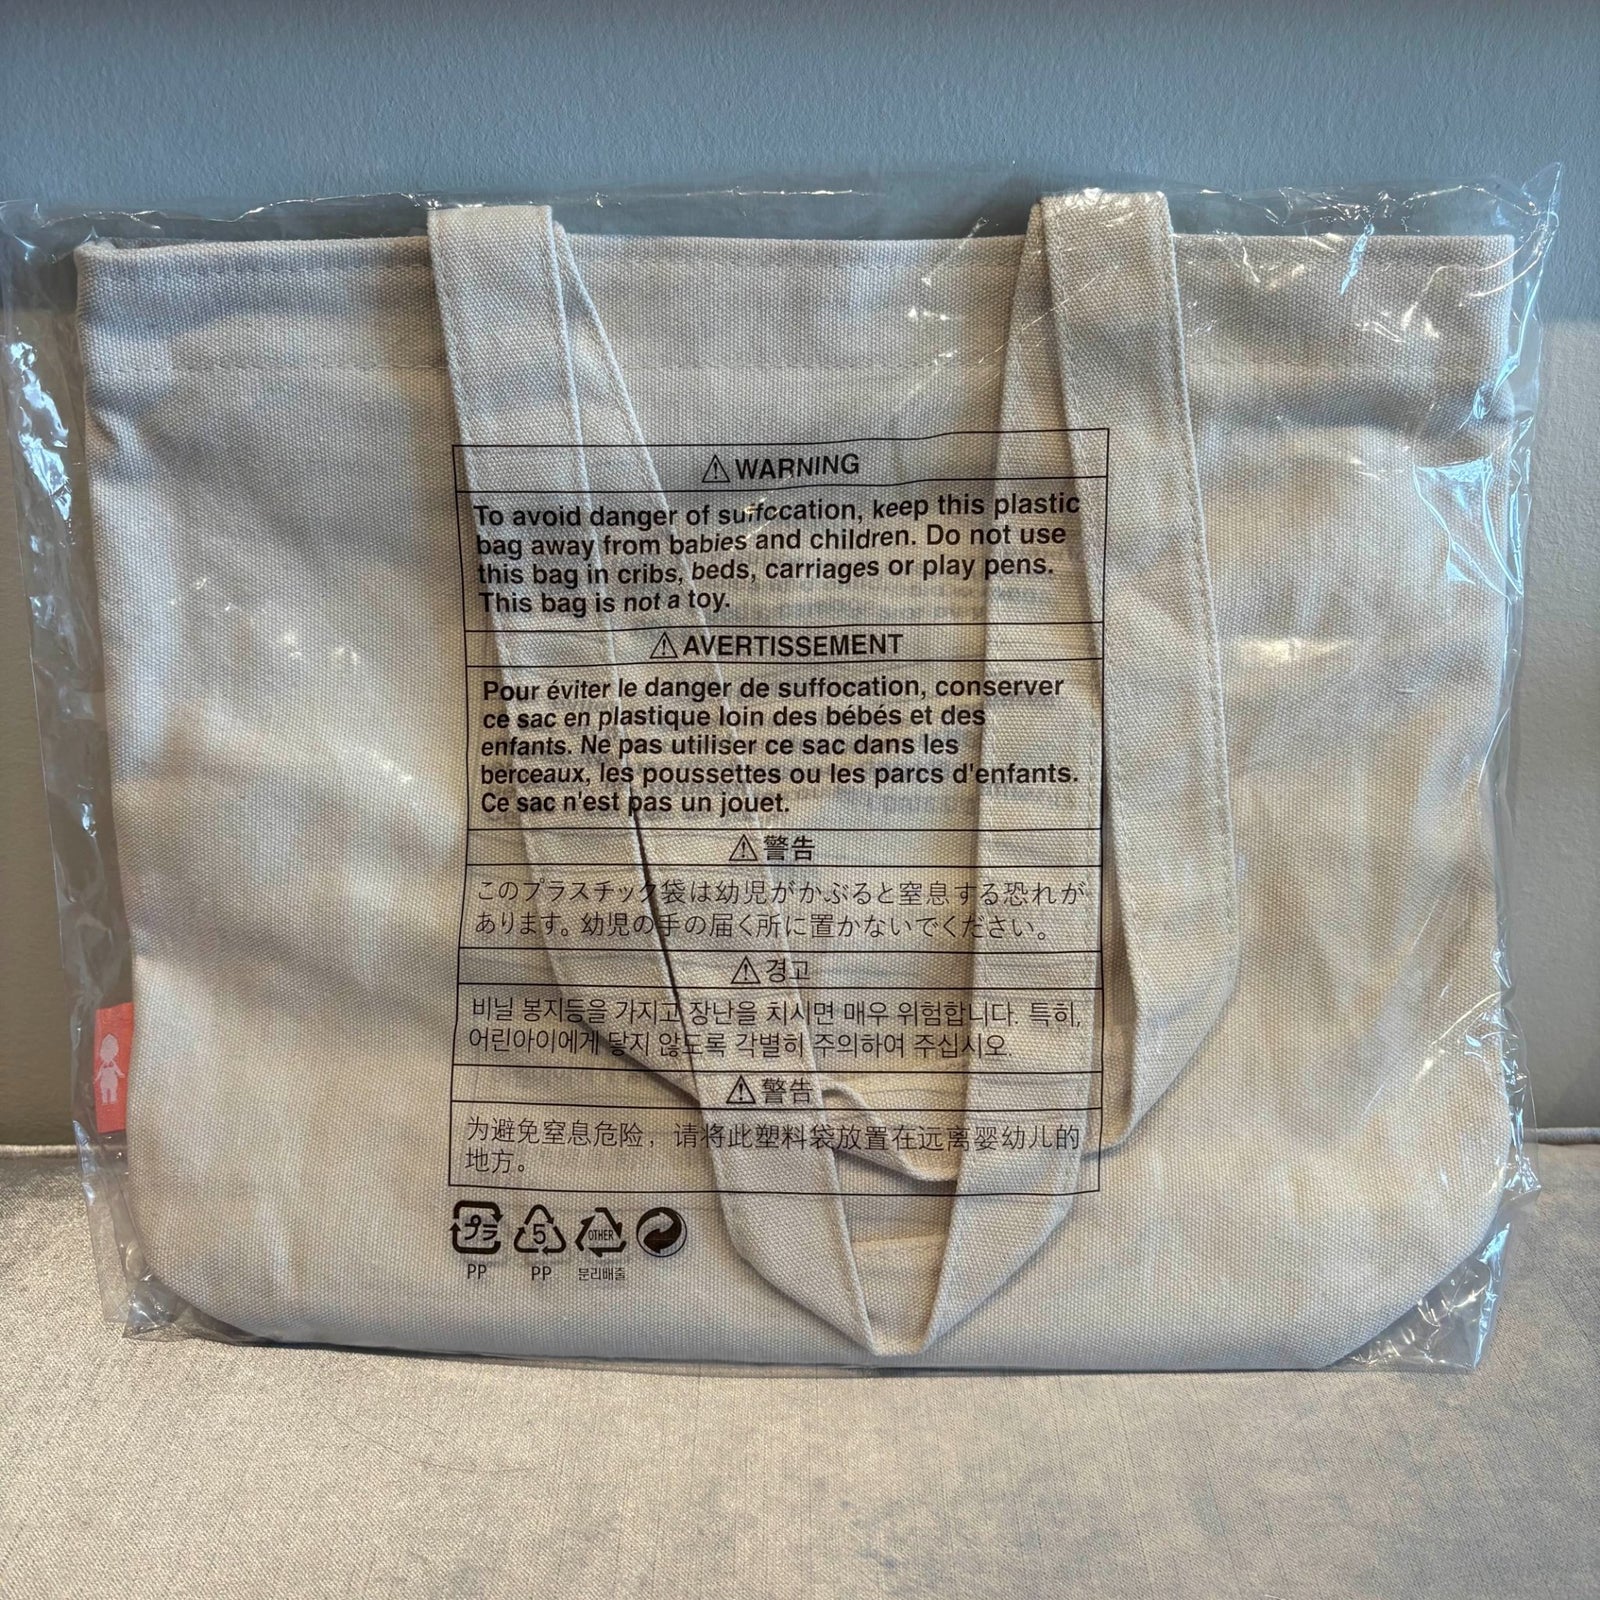 ⚠WARNING
To avoid danger of suffocation, keep this plastic
bag away from babies and children. Do not use
this bag in cribs, beds, carriages or play pens.
This bag is not a toy.
⚠AVERTISSEMENT
Pour éviter le danger de suffocation, conserver
ce sac en plastique loin des bébés et des
enfants. Ne pas utiliser ce sac dans les
berceaux, les poussettes ou les parcs d'enfants.
Ce sac n'est pas un jouet.
⚠警告
このプラスチック袋は幼児がかぶると窒息する恐れが
あります。幼児の手の届く所に置かないでください。
⚠경고
비닐 봉지등을 가지고 장난을 치시면 매우 위험합니다. 특히,
어린아이에게 닿지 않도록 각별히 주의하여 주십시오.
⚠警告
为避免窒息危险，请将此塑料袋放置在远离婴幼儿的
地方。
プラ 5 OTHER
PP PP 분리배출